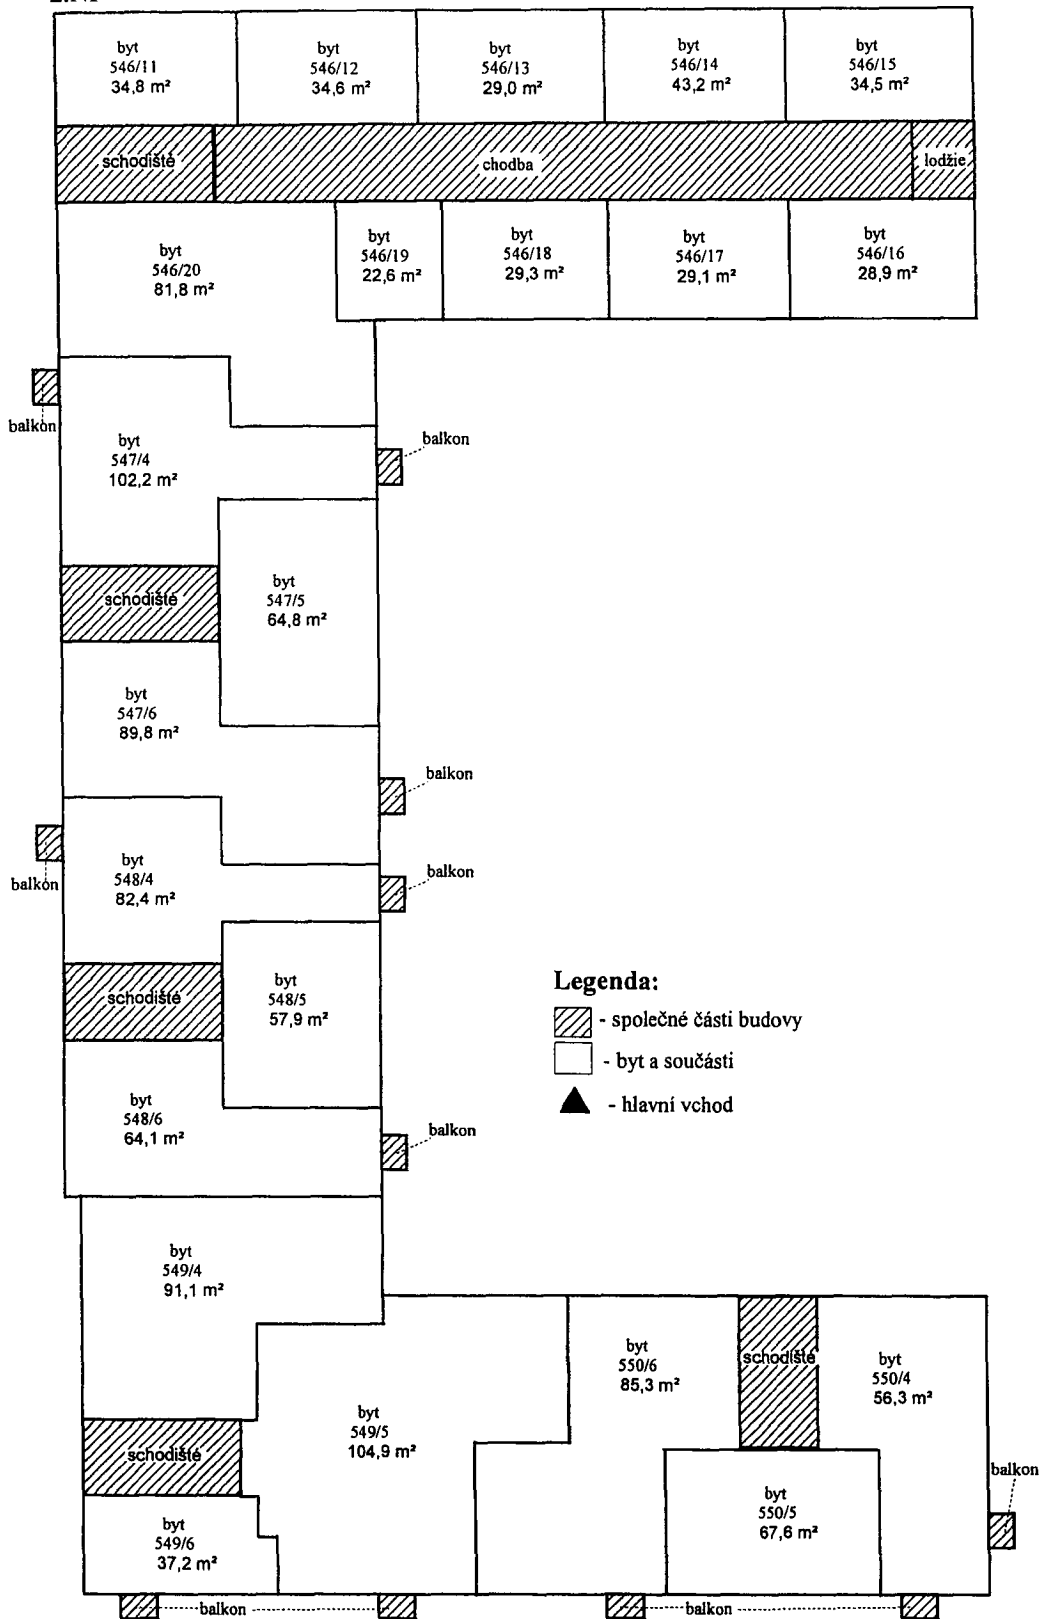 byt
546/11
34,8 m²
byt
546/12
34,6 m²
byt
546/13
29,0 m²
byt
546/14
43,2 m²
byt
546/15
34,5 m²
schodiště
chodba
lodžie
byt
546/20
81,8 m²
byt
546/19
22,6 m²
byt
546/18
29,3 m²
byt
546/17
29,1 m²
byt
546/16
28,9 m²
balkon
byt
547/4
102,2 m²
balkon
schodiště
byt
547/5
64,8 m²
byt
547/6
89,8 m²
balkon
balkon
byt
548/4
82,4 m²
balkon
schodiště
byt
548/5
57,9 m²
Legenda:
- společné části budovy
- byt a součásti
- hlavní vchod
byt
548/6
64,1 m²
balkon
byt
549/4
91,1 m²
byt
550/6
85,3 m²
schodiště
byt
550/4
56,3 m²
byt
549/5
104,9 m²
schodiště
balkon
byt
550/5
67,6 m²
byt
549/6
37,2 m²
balkon
balkon